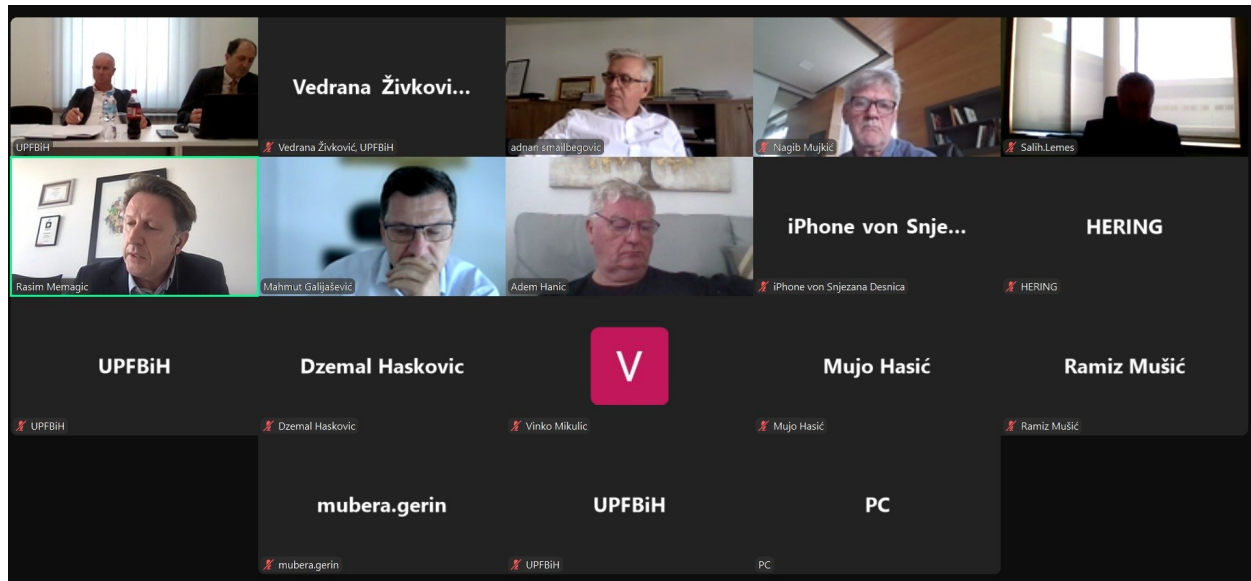 UPFBiH
Vedrana Živkovi...
Vedrana Živković, UPFBiH
adnan smailbegovic
Nagib Mujkić
Salih.Lemes
Rasim Memagic
Mahmut Galijašević
Adem Hanic
iPhone von Snje...
iPhone von Snjezana Desnica
HERING
HERING
UPFBiH
UPFBiH
Dzemal Haskovic
Dzemal Haskovic
V
Vinko Mikulic
Mujo Hasić
Mujo Hasić
Ramiz Mušić
Ramiz Mušić
mubera.gerin
mubera.gerin
UPFBiH
UPFBiH
PC
PC